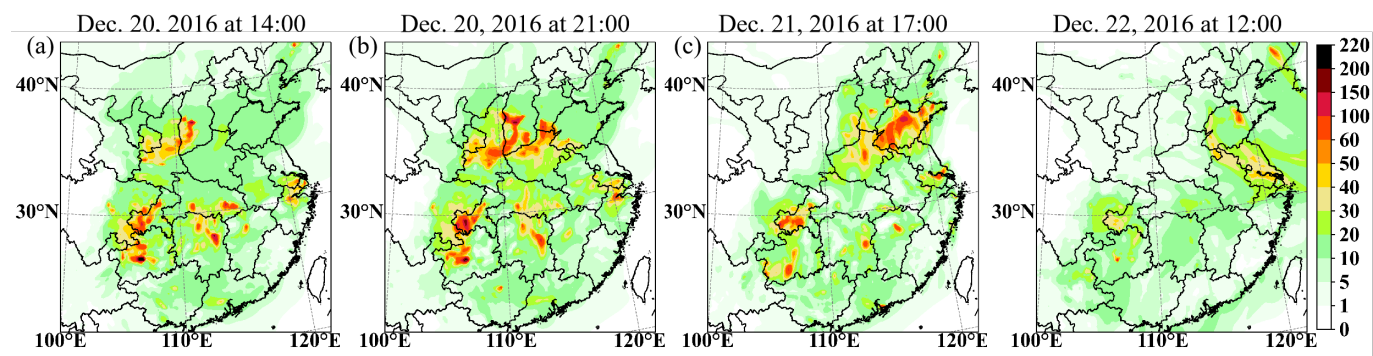 Dec. 20, 2016 at 14:00
Dec. 20, 2016 at 21:00
Dec. 21, 2016 at 17:00
Dec. 22, 2016 at 12:00
(a)
(b)
(c)
40°N
30°N
100°E
110°E
120°E
40°N
30°N
100°E
110°E
120°E
40°N
30°N
100°E
110°E
120°E
40°N
30°N
100°E
110°E
120°E
220
200
150
100
60
50
40
30
20
10
5
1
0